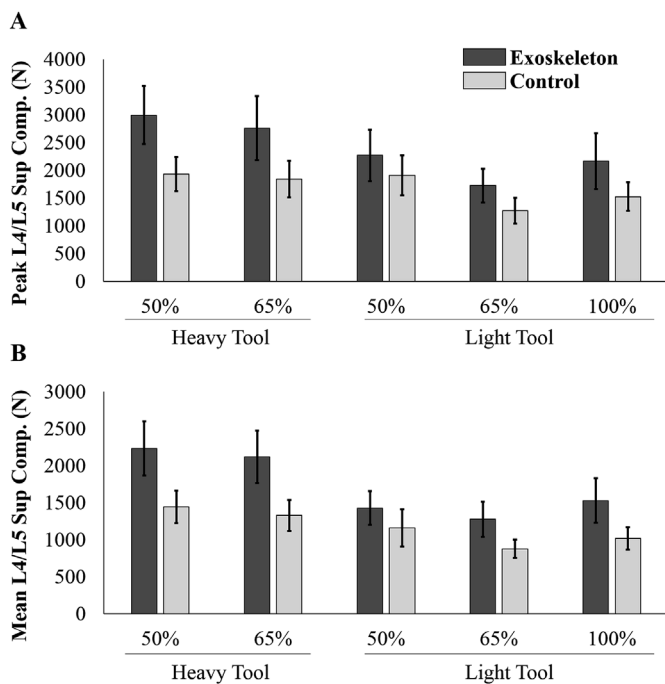 A
Peak L4/L5 Sup Comp. (N)
4000
3500
3000
2500
2000
1500
1000
500
0
Exoskeleton
Control
50%
65%
50%
65%
100%
Heavy Tool
Light Tool
B
Mean L4/L5 Sup Comp. (N)
3000
2500
2000
1500
1000
500
0
50%
65%
50%
65%
100%
Heavy Tool
Light Tool